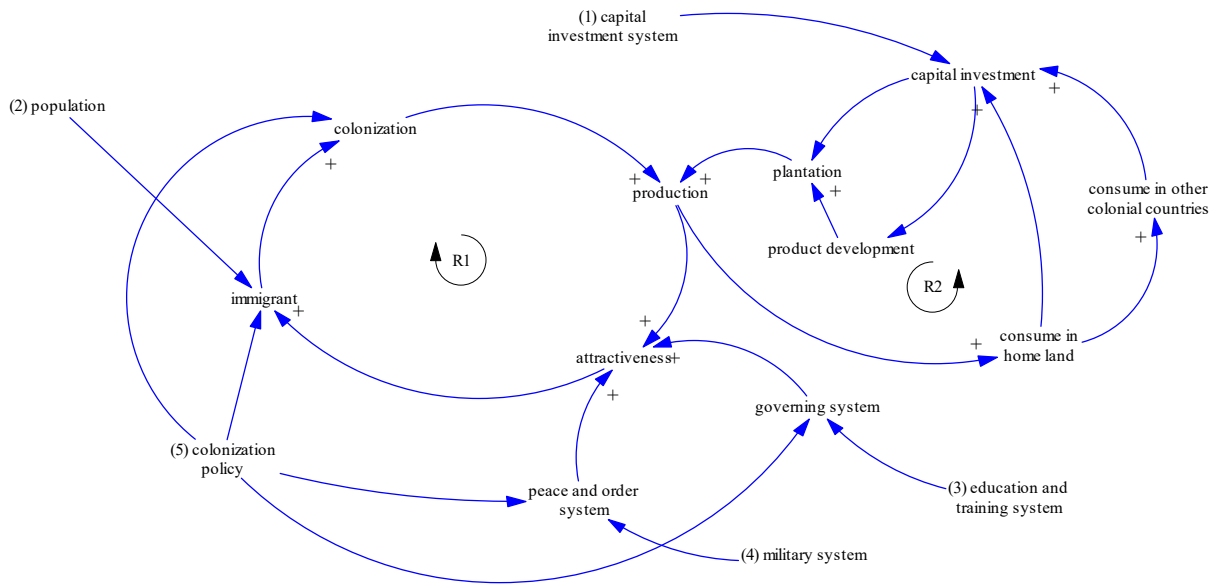 (1) capital
investment system
capital investment
+
(2) population
colonization
+
+
production
+
plantation
+
+
consume in other
colonial countries
+
product development
R1
R2
immigrant
+
+
attractiveness
+
+
consume in
home land
+
governing system
(5) colonization
policy
peace and order
system
(3) education and
training system
(4) military system